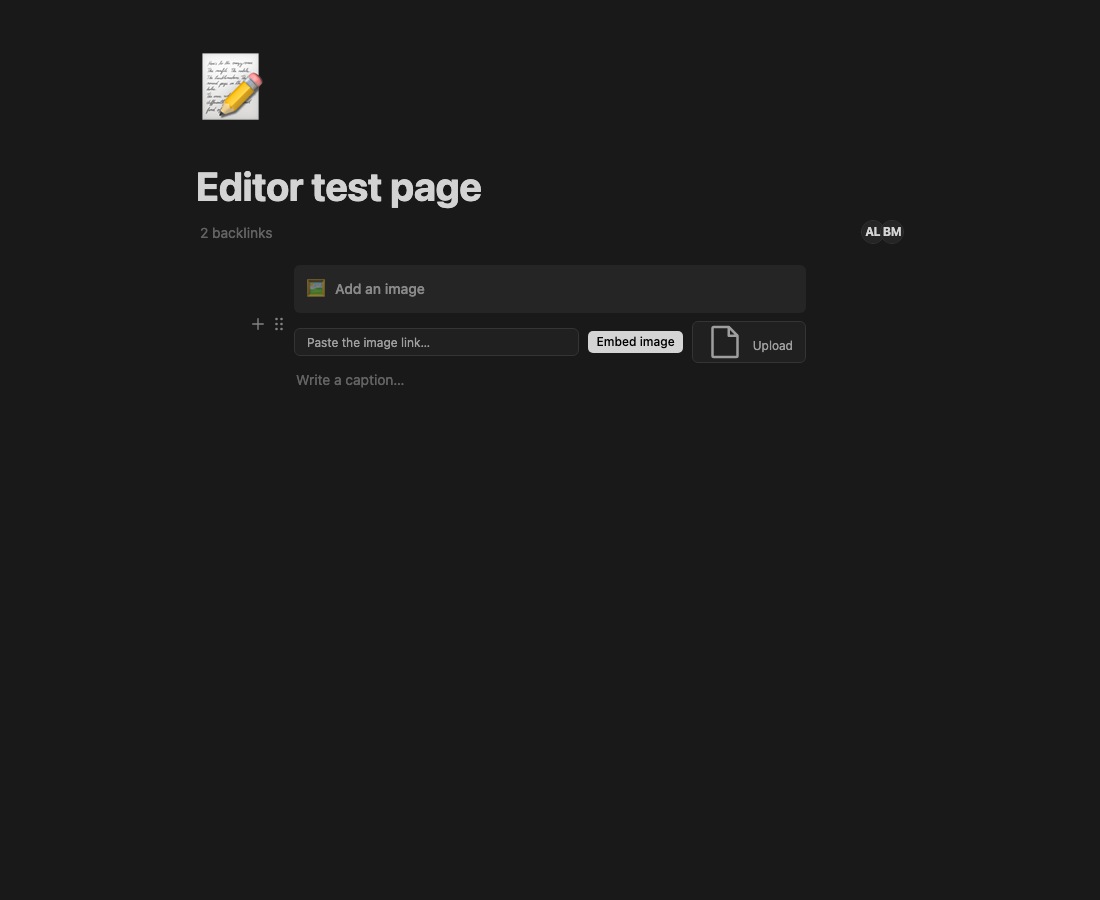 Editor test page
2 backlinks
AL BM
Add an image
Paste the image link...
Embed image
Upload
Write a caption...